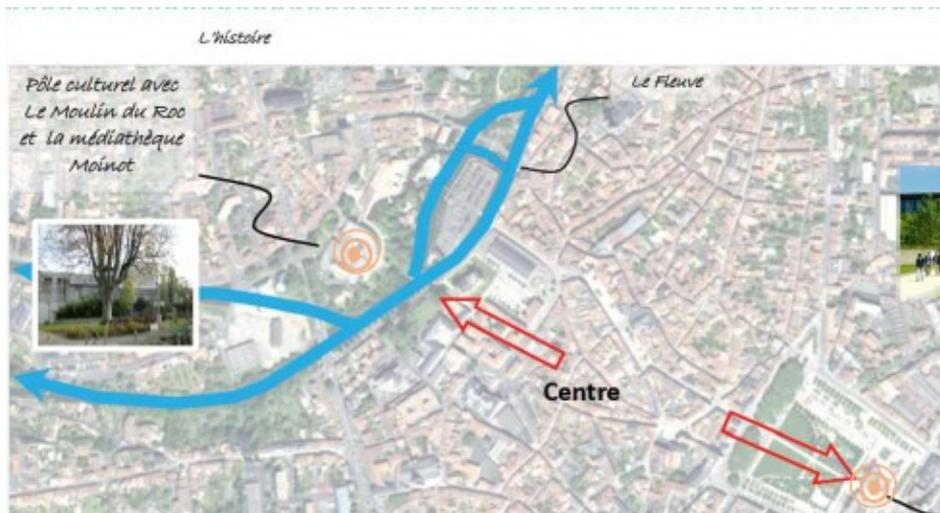 L'histoire
Pôle culturel avec
Le Moulin du Roc
et la médiathèque
Moinot
Le Fleuve
Centre